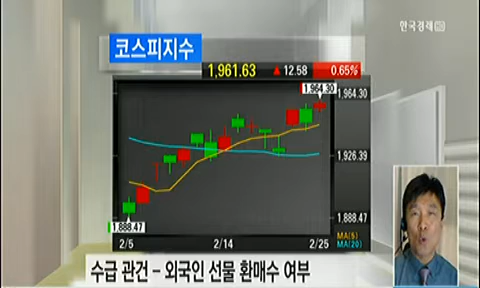 한국경제
코스피지수
1,961.63 ▲ 12.58 0.65%
1,964.30
1,964.30
1,926.39
1,888.47
1,888.47
2/5 2/14 2/25
MA(5)
MA(20)
수급 관건 - 외국인 선물 환매수 여부